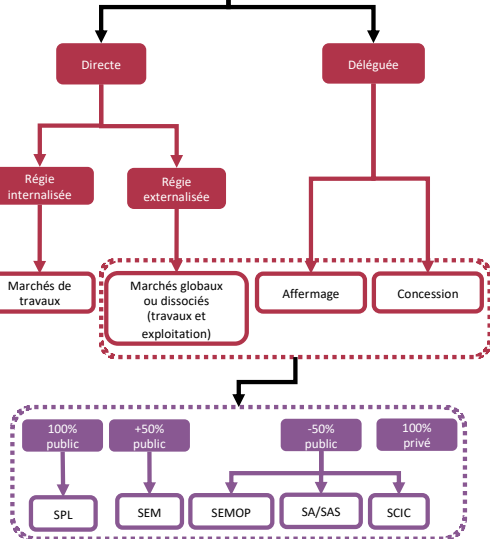 Directe
Déléguée
Régie
internalisée
Régie
externalisée
Marchés de
travaux
Marchés globaux
ou dissociés
(travaux et
exploitation)
Affermage
Concession
100%
public
+50%
public
-50%
public
100%
privé
SPL
SEM
SEMOP
SA/SAS
SCIC